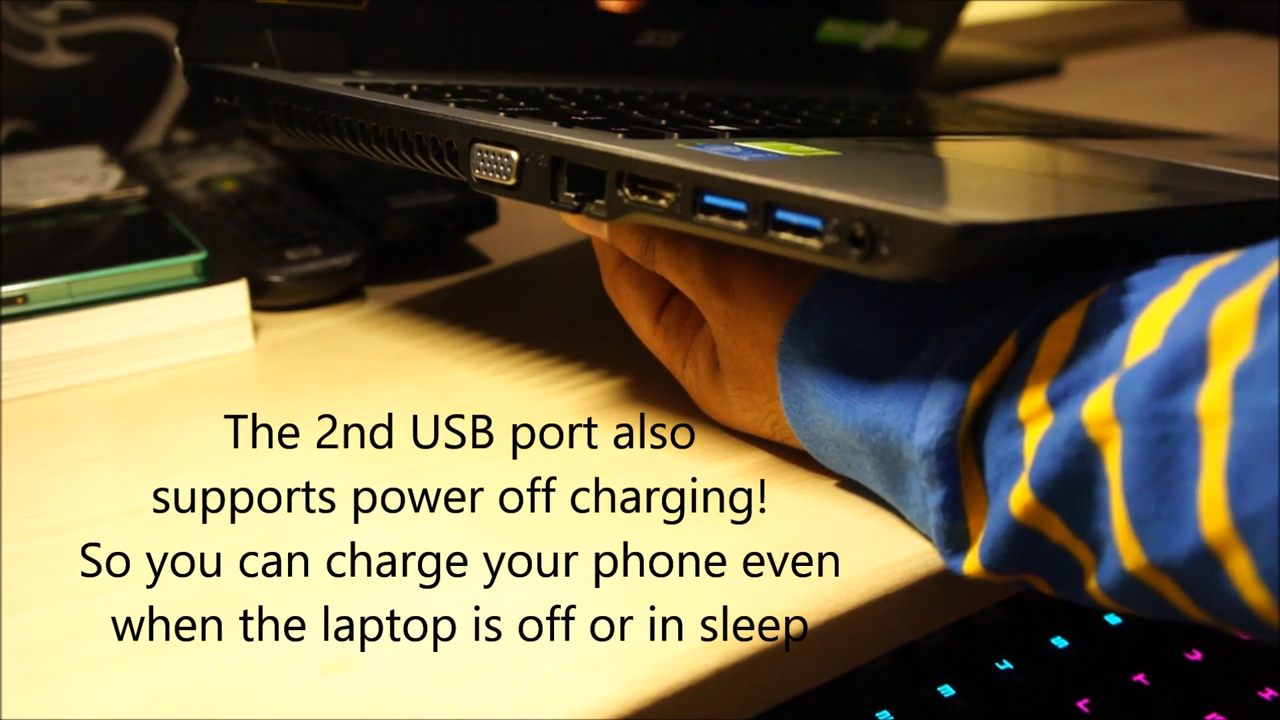 acer
The 2nd USB port also
supports power off charging!
So you can charge your phone even
when the laptop is off or in sleep